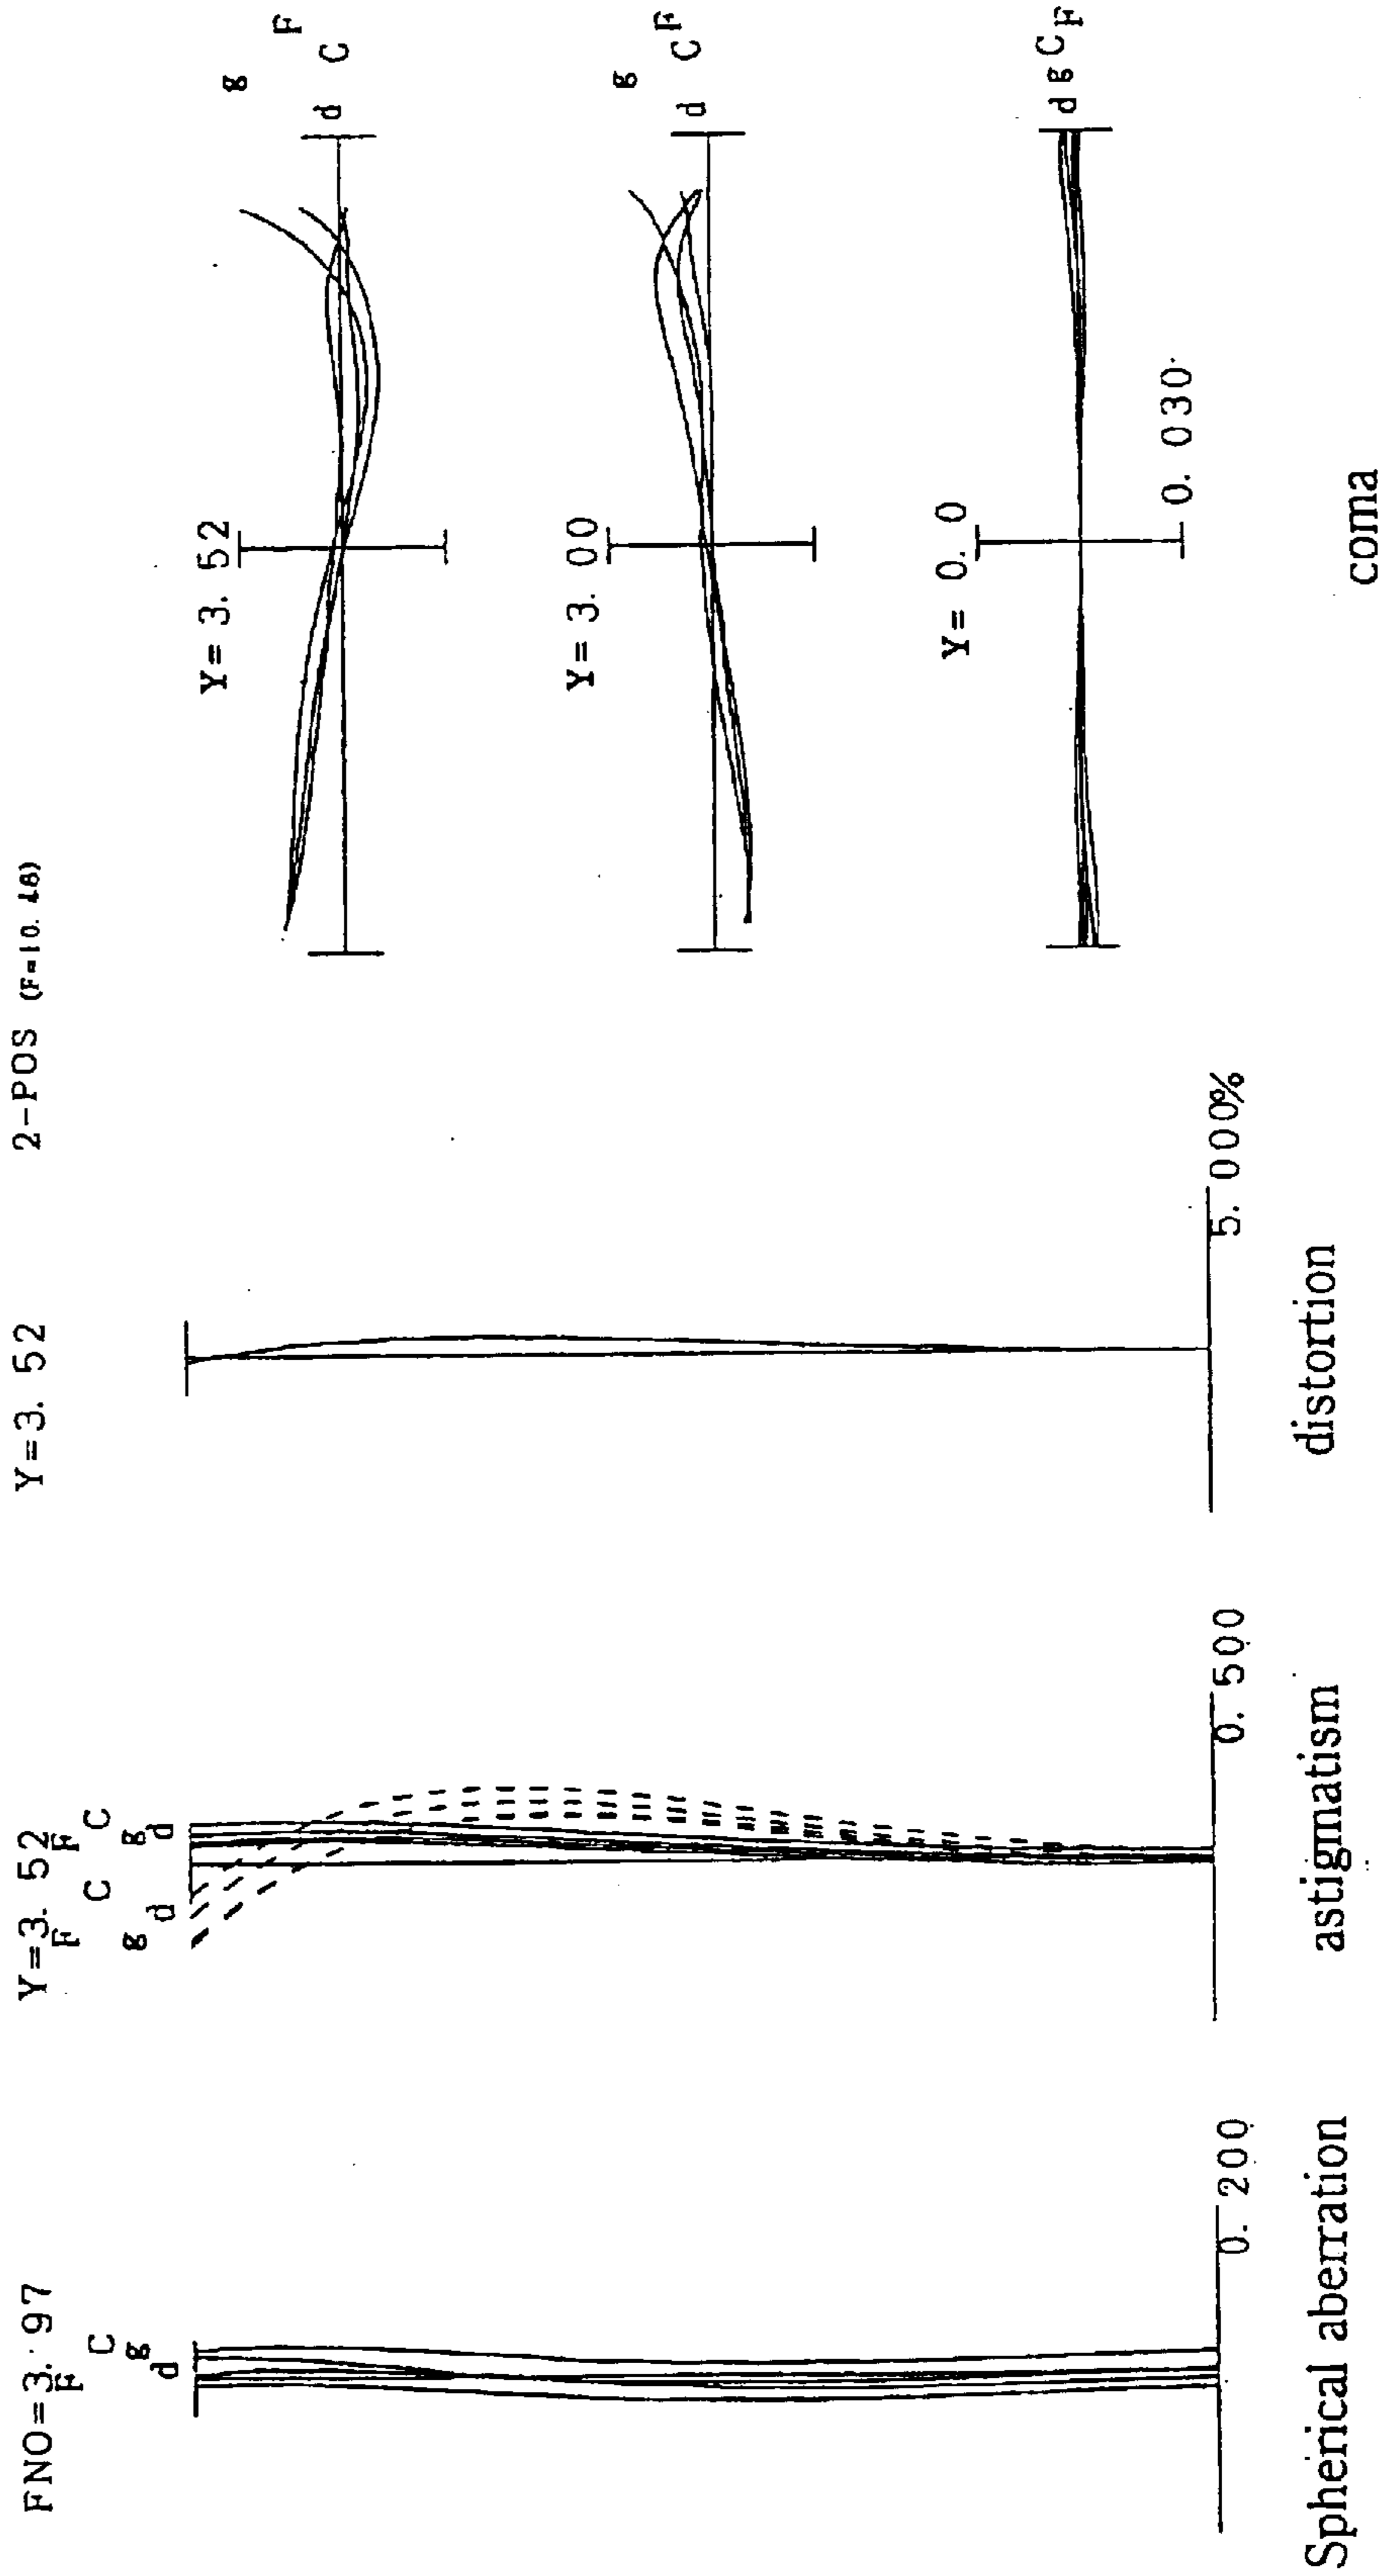 2-POS (F=10. 48)
FNO=3. 97
F
C
g
d
0. 200
Spherical aberration
Y=3. 52
F F
C C
g g
d d
0. 500
astigmatism
Y=3. 52
5. 000%
distortion
Y= 3. 52
g
F
d C
Y= 3. 00
g
F
d C
Y= 0. 0
d g C F
0. 030
coma